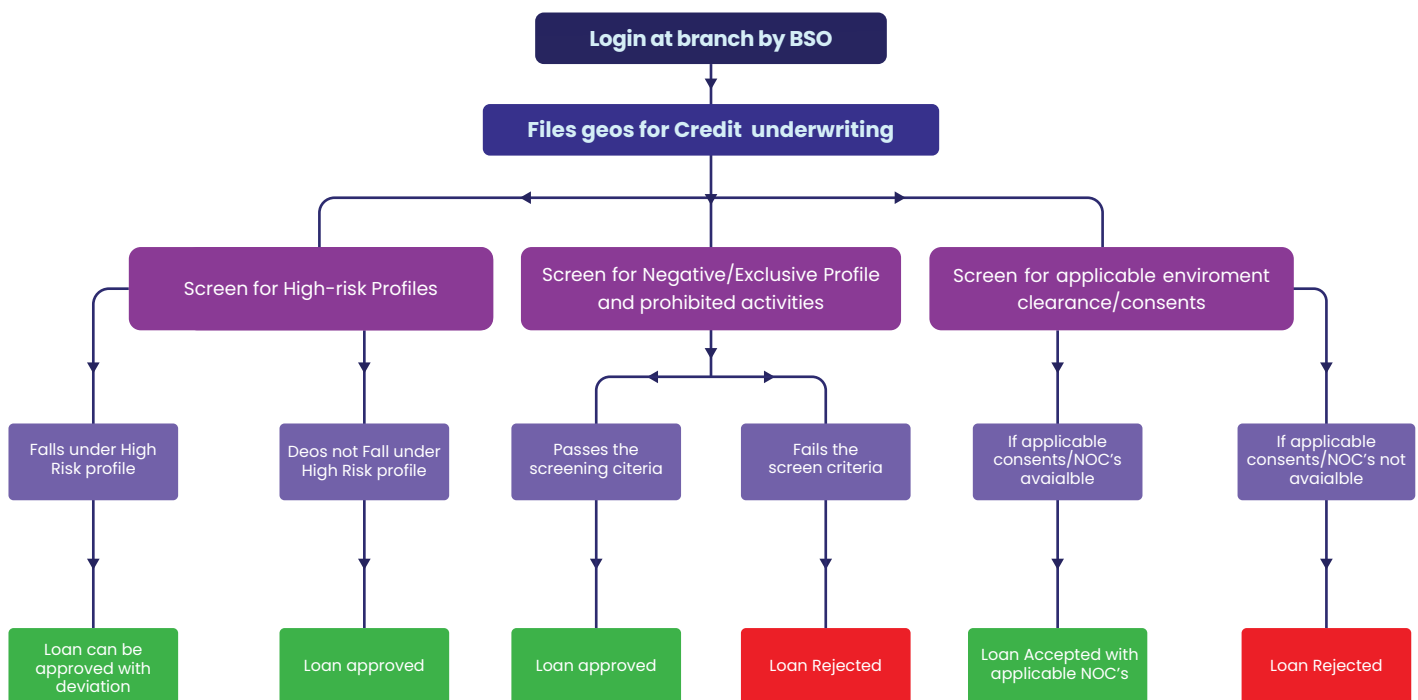 Login at branch by BSO
Files geos for Credit underwriting
Screen for High-risk Profiles
Screen for Negative/Exclusive Profile
and prohibited activities
Screen for applicable enviroment
clearance/consents
Falls under High
Risk profile
Deos not Fall under
High Risk profile
Passes the
screening citeria
Fails the
screen criteria
If applicable
consents/NOC’s
avaialble
If applicable
consents/NOC’s not
avaialble
Loan can be
approved with
deviation
Loan approved
Loan approved
Loan Rejected
Loan Accepted with
applicable NOC’s
Loan Rejected